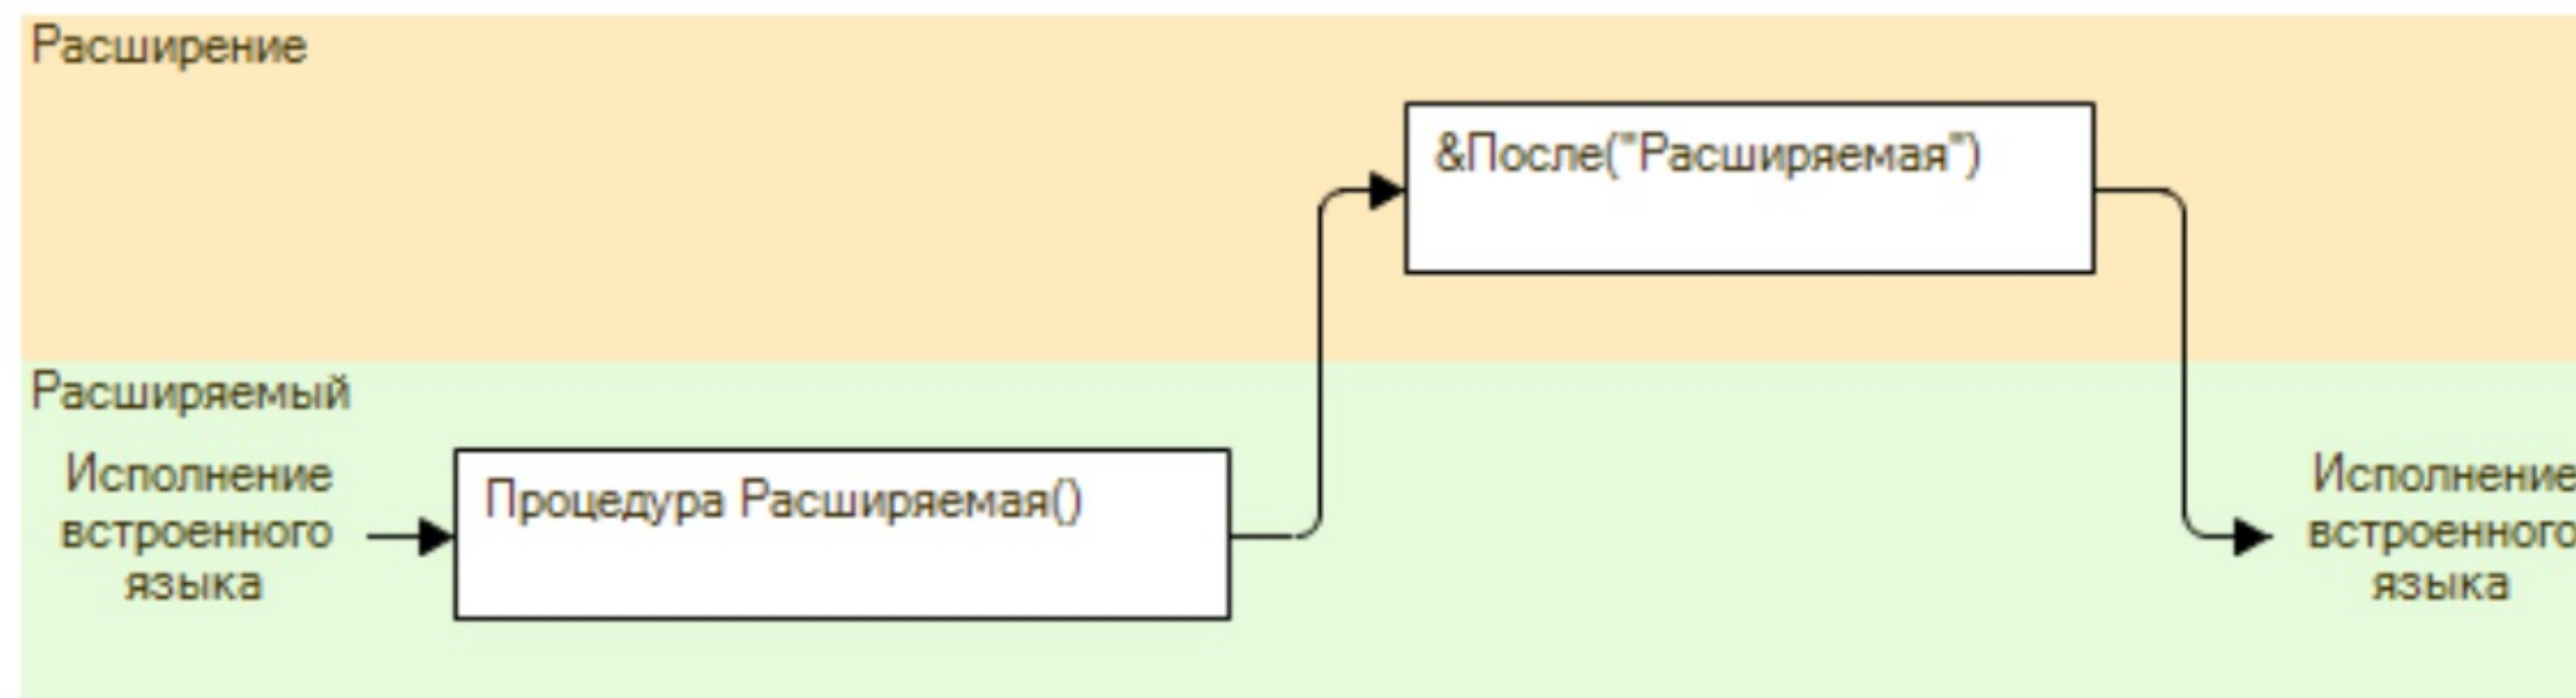 Расширение
&После("Расширяемая")
Расширяемый
Исполнение
встроенного
языка
Процедура Расширяемая()
Исполнение
встроенного
языка